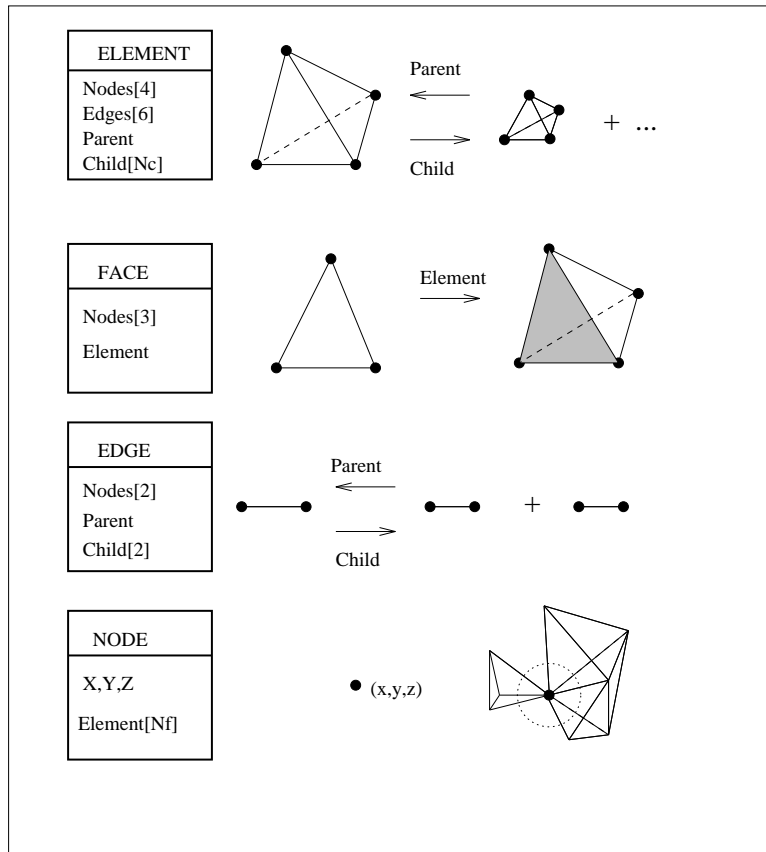 ELEMENT
Nodes[4]
Edges[6]
Parent
Child[Nc]
Parent
Child
+ ...
FACE
Nodes[3]
Element
Element
EDGE
Nodes[2]
Parent
Child[2]
Parent
Child
+
NODE
X,Y,Z
Element[Nf]
(x,y,z)